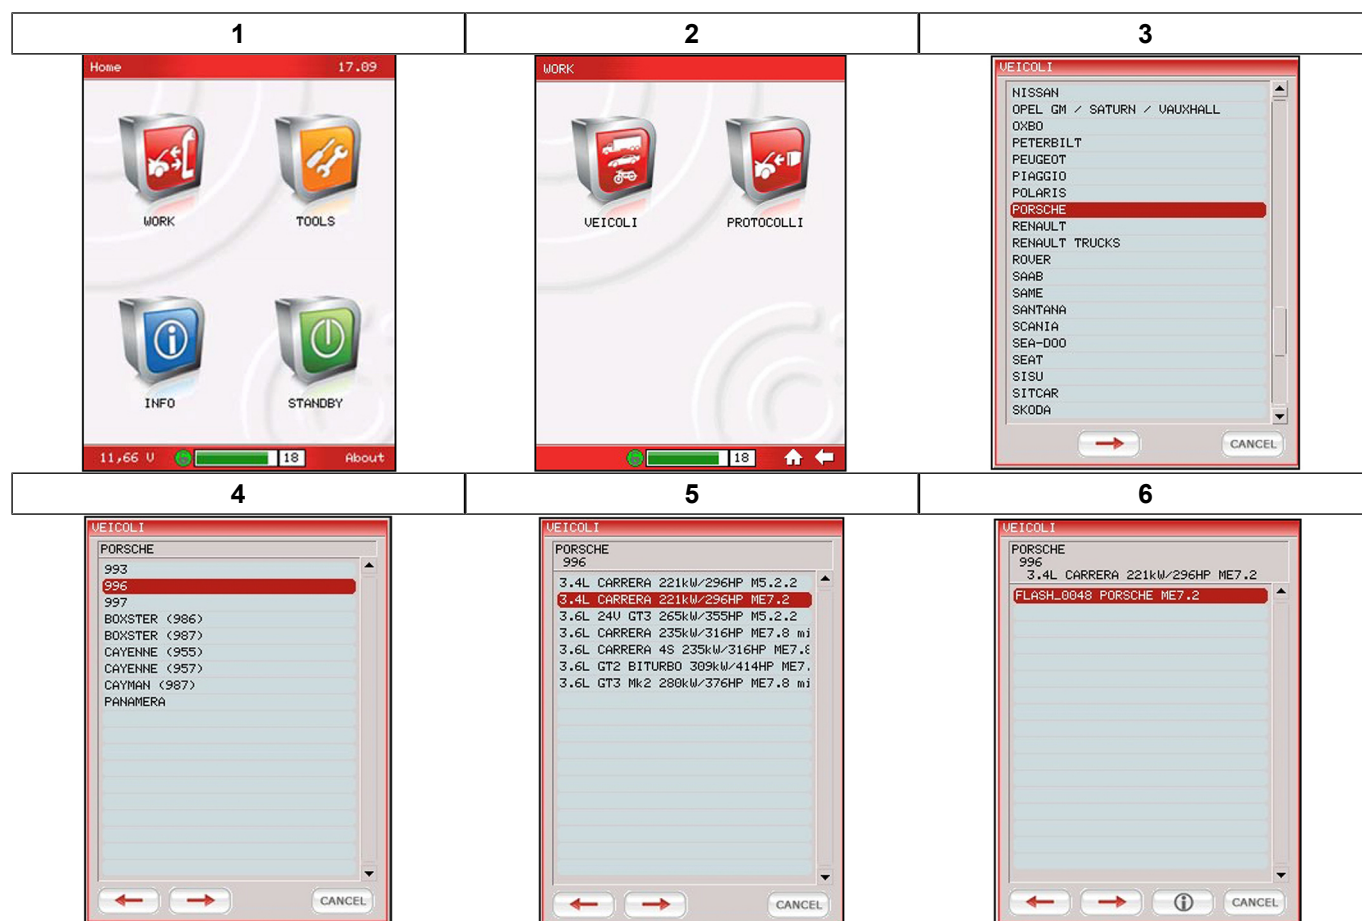 1
2
3
Home 17.09
WORK
TOOLS
INFO
STANDBY
11,66 V 18 About
WORK
VEICOLI
PROTOCOLLI
18
VEICOLI
NISSAN
OPEL GM / SATURN / VAUXHALL
OXBO
PETERBILT
PEUGEOT
PIAGGIO
POLARIS
PORSCHE
RENAULT
RENAULT TRUCKS
ROVER
SAAB
SAME
SANTANA
SCANIA
SEA-DOO
SEAT
SISU
SITCAR
SKODA
CANCEL
4
5
6
VEICOLI
PORSCHE
993
996
997
BOXSTER (986)
BOXSTER (987)
CAYENNE (955)
CAYENNE (957)
CAYMAN (987)
PANAMERA
CANCEL
VEICOLI
PORSCHE
996
3.4L CARRERA 221kW/296HP M5.2.2
3.4L CARRERA 221kW/296HP ME7.2
3.6L 24V GT3 265kW/355HP M5.2.2
3.6L CARRERA 235kW/316HP ME7.8 mi
3.6L CARRERA 4S 235kW/316HP ME7.8
3.6L GT2 BITURBO 309kW/414HP ME7.
3.6L GT3 Mk2 280kW/376HP ME7.8 mi
CANCEL
VEICOLI
PORSCHE
996
3.4L CARRERA 221kW/296HP ME7.2
FLASH_0048 PORSCHE ME7.2
CANCEL